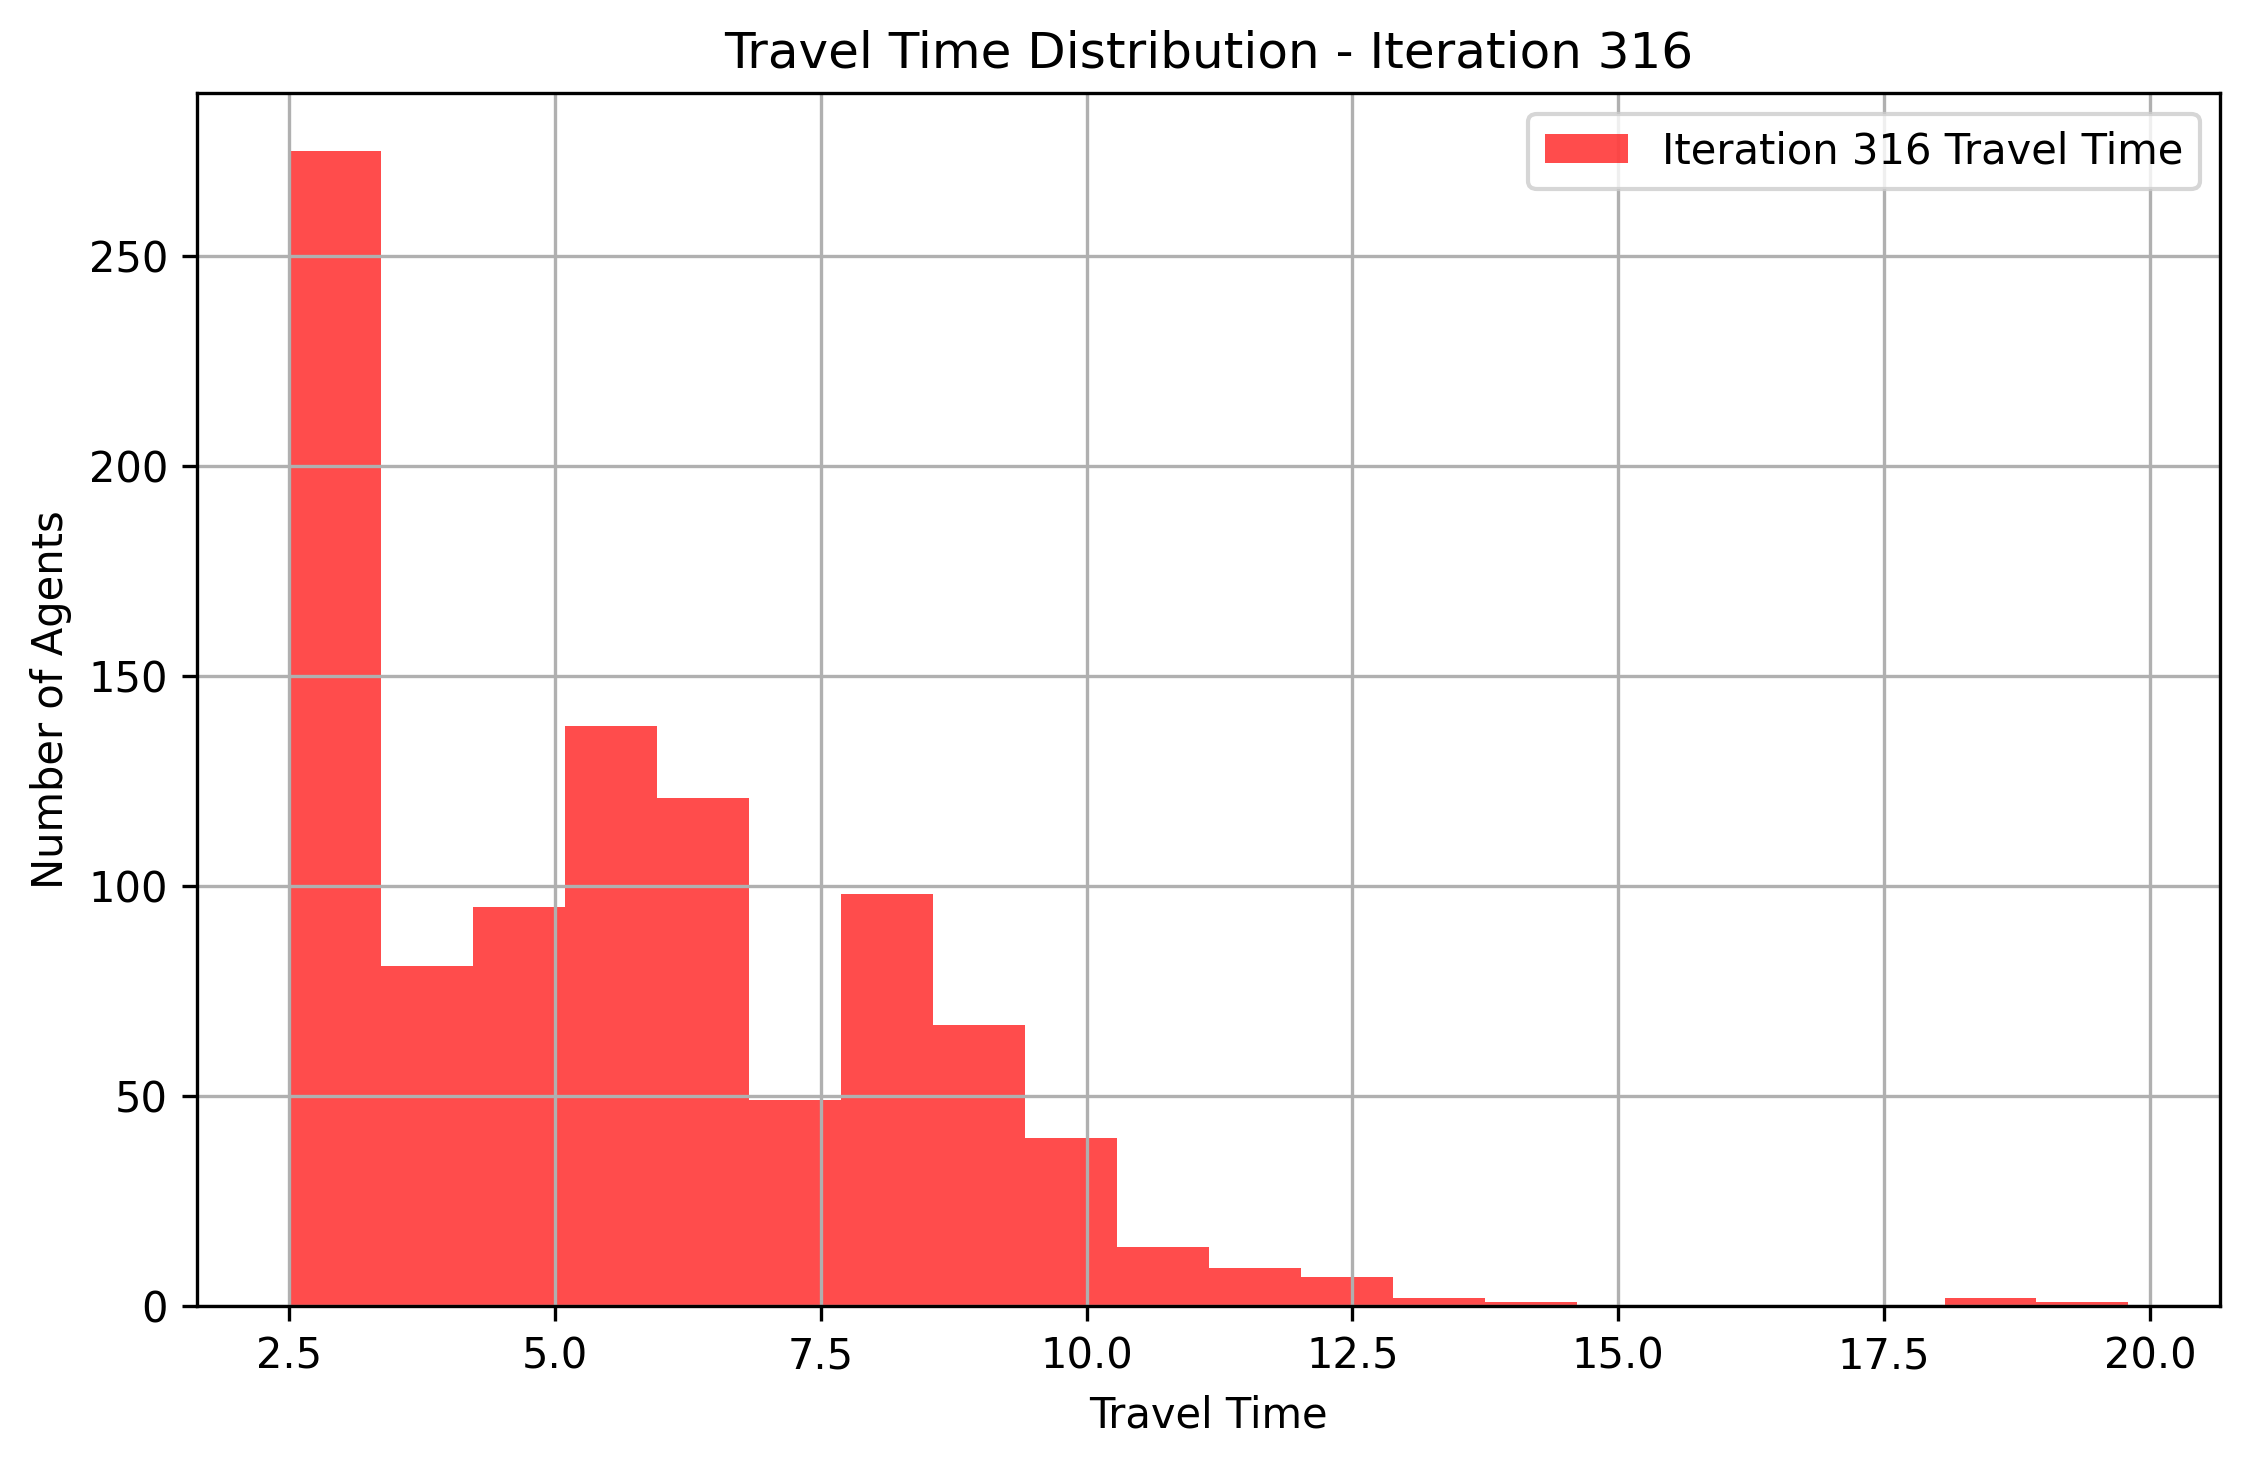 Travel Time Distribution - Iteration 316
Iteration 316 Travel Time
250
200
150
100
50
0
Number of Agents
2.5 5.0 7.5 10.0 12.5 15.0 17.5 20.0
Travel Time